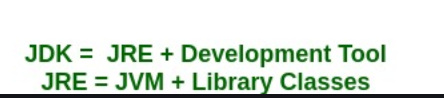 JDK = JRE + Development Tool
JRE = JVM + Library Classes